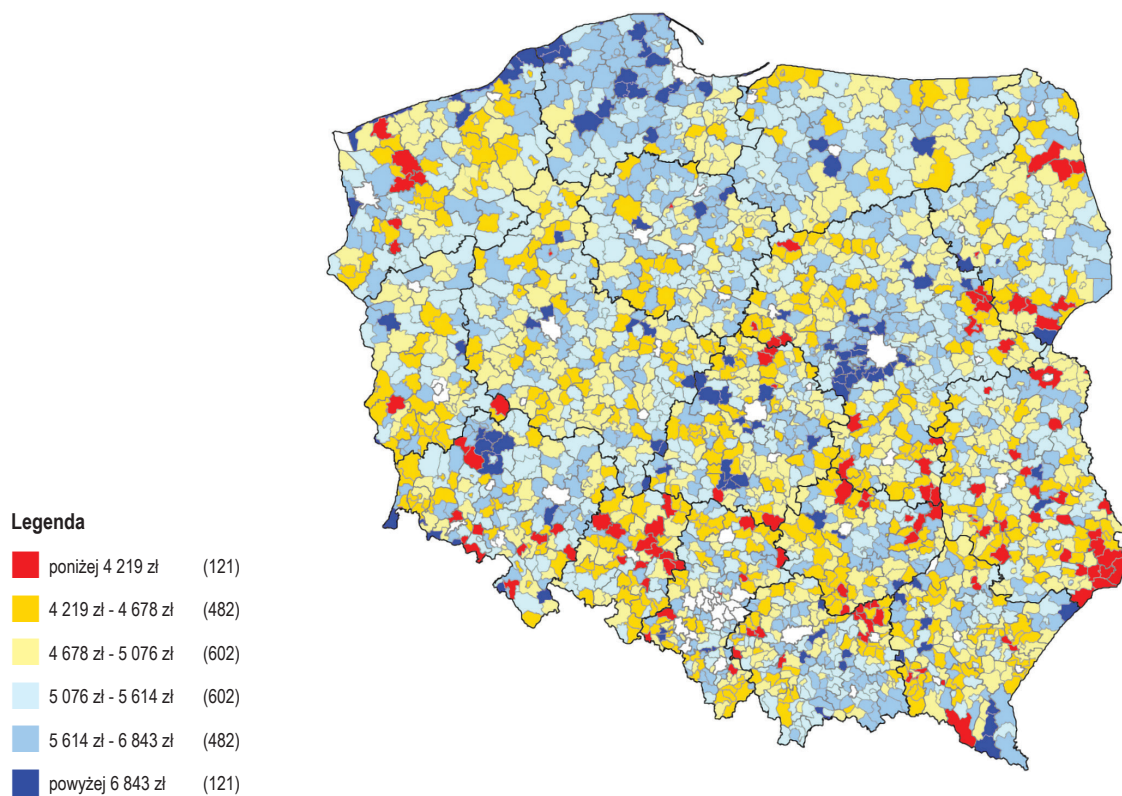 Legenda
poniżej 4 219 zł (121)
4 219 zł - 4 678 zł (482)
4 678 zł - 5 076 zł (602)
5 076 zł - 5 614 zł (602)
5 614 zł - 6 843 zł (482)
powyżej 6 843 zł (121)